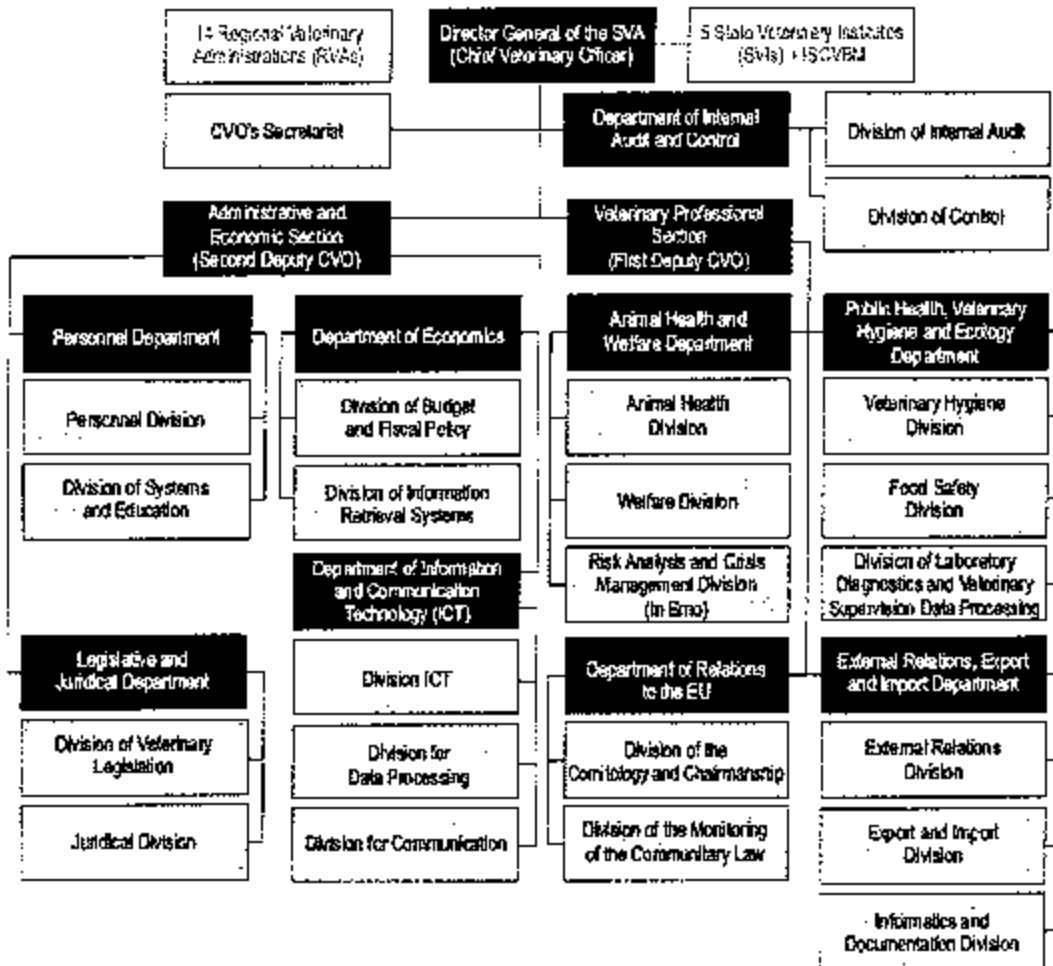 14 Regional Veterinary
Administrations (RVAs)
Director General of the SVA
(Chief Veterinary Officer)
5 State Veterinary Institutes
(SVIs) + ISCVBM
CVO's Secretariat
Department of Internal
Audit and Control
Division of Internal Audit
Division of Control
Administrative and
Economic Section
(Second Deputy CVO)
Veterinary Professional
Section
(First Deputy CVO)
Personnel Department
Department of Economics
Animal Health and
Welfare Department
Public Health, Veterinary
Hygiene and Ecology
Department
Personnel Division
Division of Budget
and Fiscal Policy
Animal Health
Division
Veterinary Hygiene
Division
Division of Systems
and Education
Division of Information
Retrieval Systems
Welfare Division
Food Safety
Division
Department of Information
and Communication
Technology (ICT)
Risk Analysis and Crisis
Management Division
(In Brno)
Division of Laboratory
Diagnostics and Veterinary
Supervision Data Processing
Legislative and
Juridical Department
Division ICT
Department of Relations
to the EU
External Relations, Export
and Import Department
Division of Veterinary
Legislation
Division for
Data Processing
Division of the
Comitology and Chairmanship
External Relations
Division
Juridical Division
Division for Communication
Division of the Monitoring
of the Communitary Law
Export and Import
Division
Informatics and
Documentation Division